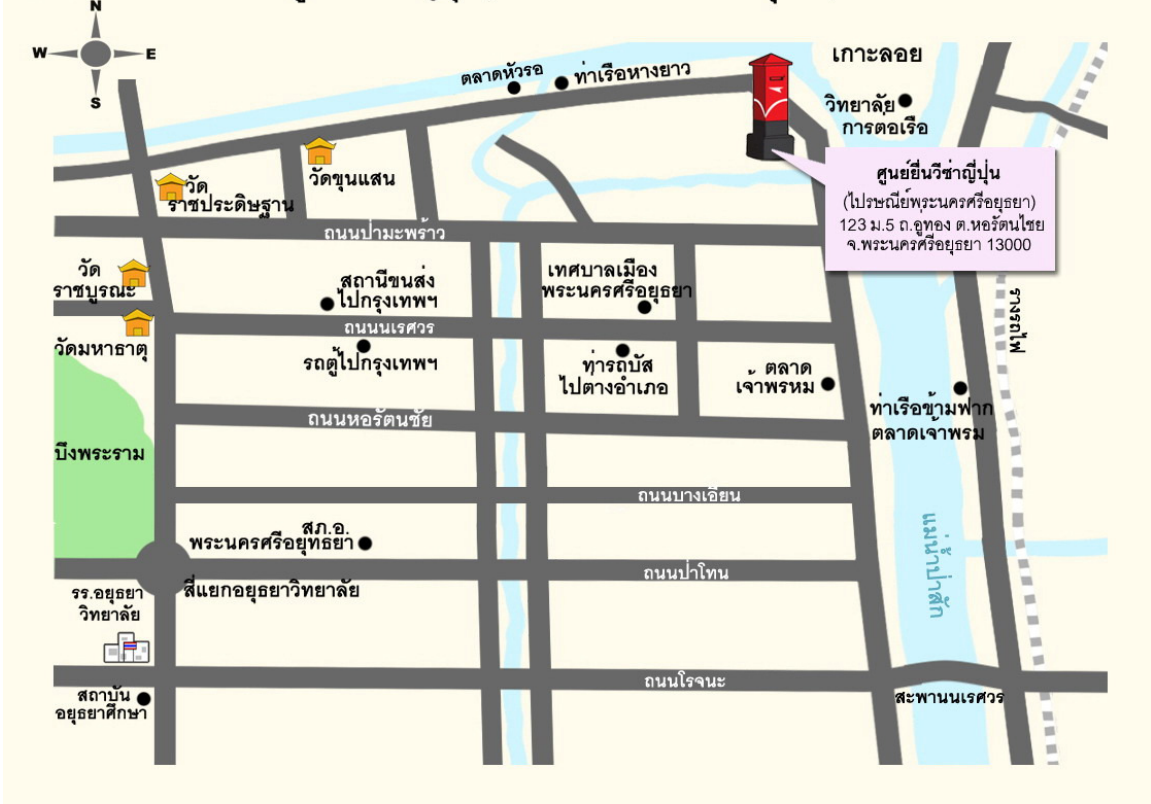 N
W E
S
เกาะลอย
ตลาดหัวรอ
ท่าเรือหางยาว
วิทยาลัย
การต่อเรือ
ศูนย์ยื่นวีซ่าญี่ปุ่น
(ไปรษณีย์พระนครศรีอยุธยา)
123 ม.5 ถ.อู่ทอง ต.หอรัตนไชย
จ.พระนครศรีอยุธยา 13000
วัดขุนแสน
วัด
ราชประดิษฐาน
ถนนป่ามะพร้าว
วัด
ราชบูรณะ
สถานีขนส่ง
ไปกรุงเทพฯ
เทศบาลเมือง
พระนครศรีอยุธยา
รางรถไฟ
ถนนนเรศวร
วัดมหาธาตุ
รถตู้ไปกรุงเทพฯ
ท่ารถบัส
ไปต่างอำเภอ
ตลาด
เจ้าพรหม
ท่าเรือข้ามฟาก
ตลาดเจ้าพรม
ถนนหอรัตนชัย
บึงพระราม
ถนนบางเอียน
สภ.อ.
พระนครศรีอยุทธยา
แม่น้ำป่าสัก
ถนนป่าโทน
สี่แยกอยุธยาวิทยาลัย
รร.อยุธยา
วิทยาลัย
ถนนโรจนะ
สะพานนเรศวร
สถาบัน
อยุธยาศึกษา